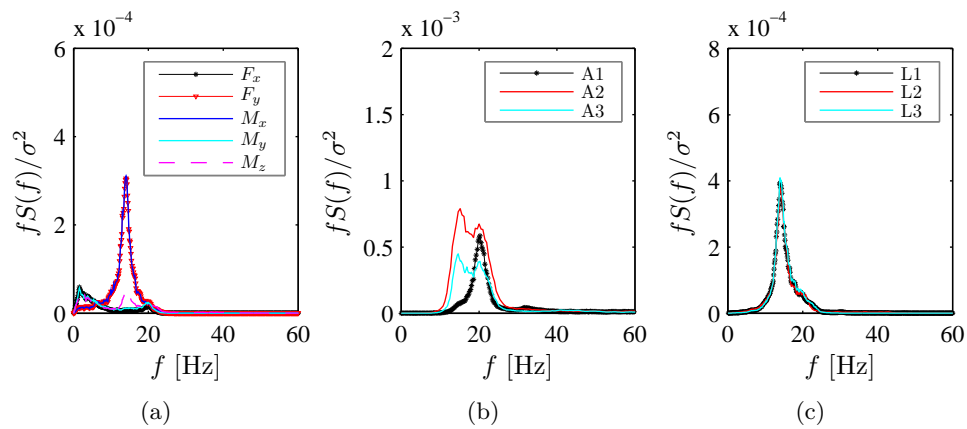 x 10^-4
fS(f)/σ^2
6
4
2
0
0 20 40 60
f [Hz]
F_x
F_y
M_x
M_y
M_z
(a)
x 10^-3
fS(f)/σ^2
2
1.5
1
0.5
0
0 20 40 60
f [Hz]
A1
A2
A3
(b)
x 10^-4
fS(f)/σ^2
8
6
4
2
0
0 20 40 60
f [Hz]
L1
L2
L3
(c)